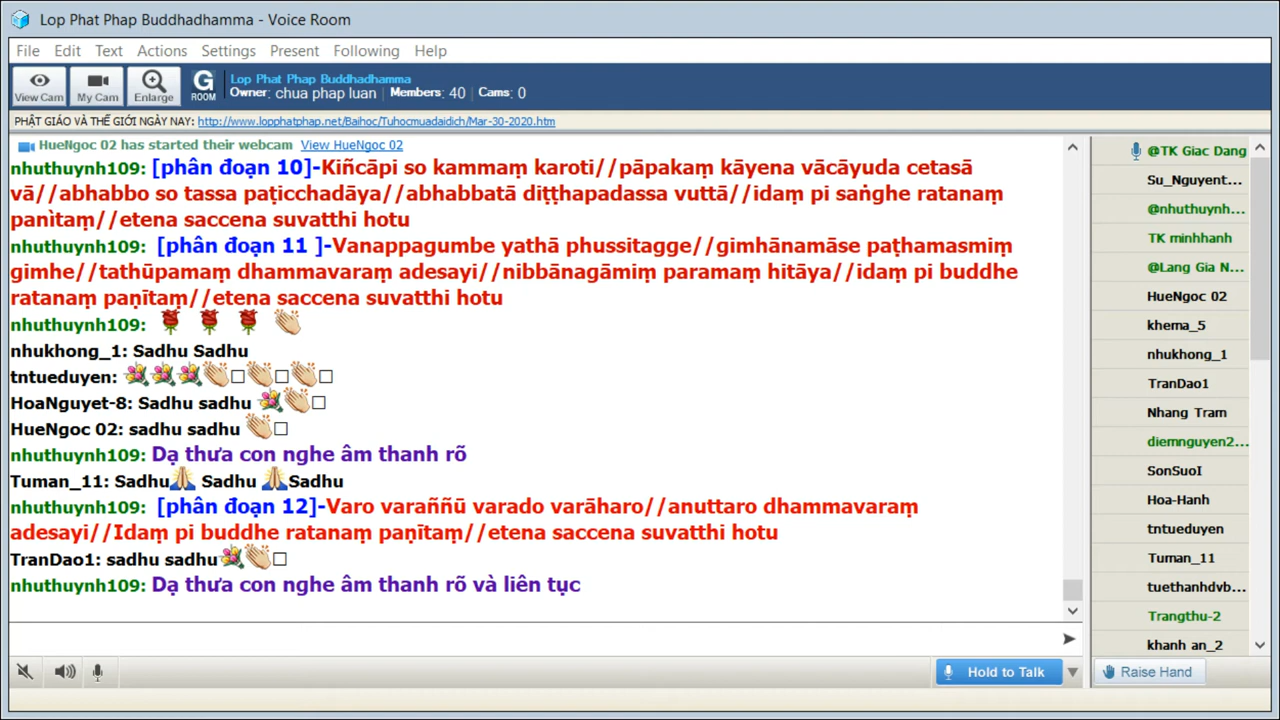 Lop Phat Phap Buddhadhamma - Voice Room
File Edit Text Actions Settings Present Following Help
View Cam My Cam Enlarge G ROOM
Lop Phat Phap Buddhadhamma
Owner: chua phap luan Members: 40 Cams: 0
PHẬT GIÁO VÀ THẾ GIỚI NGÀY NAY: http://www.lopphatphap.net/Baihoc/Tuhocmuadaidich/Mar-30-2020.htm
HueNgoc 02 has started their webcam View HueNgoc 02
nhuthuynh109: [phân đoạn 10]-Kiñcāpi so kammaṃ karoti//pāpakaṃ kāyena vācāyuda cetasā
vā//abhabbo so tassa paṭicchadāya//abhabbatā diṭṭhapadassa vuttā//idaṃ pi saṅghe ratanaṃ
panìtaṃ//etena saccena suvatthi hotu
nhuthuynh109: [phân đoạn 11 ]-Vanappagumbe yathā phussitagge//gimhānamāse paṭhamasmiṃ
gimhe//tathūpamaṃ dhammavaraṃ adesayi//nibbānagāmiṃ paramaṃ hitāya//idaṃ pi buddhe
ratanaṃ paṇītaṃ//etena saccena suvatthi hotu
nhuthuynh109: 🌹 🌹 🌹 👏
nhukhong_1: Sadhu Sadhu
tntueduyen: 💐💐💐👏□👏□👏□
HoaNguyet-8: Sadhu sadhu 💐👏□
HueNgoc 02: sadhu sadhu 👏□
nhuthuynh109: Dạ thưa con nghe âm thanh rõ
Tuman_11: Sadhu🙏 Sadhu 🙏Sadhu
nhuthuynh109: [phân đoạn 12]-Varo varaññū varado varāharo//anuttaro dhammavaraṃ
adesayi//Idaṃ pi buddhe ratanaṃ paṇītaṃ//etena saccena suvatthi hotu
TranDao1: sadhu sadhu💐👏□
nhuthuynh109: Dạ thưa con nghe âm thanh rõ và liên tục
Hold to Talk
@TK Giac Dang
Su_Nguyent...
@nhuthuynh...
TK minhhanh
@Lang Gia N...
HueNgoc 02
khema_5
nhukhong_1
TranDao1
Nhang Tram
diemnguyen2...
SonSuoI
Hoa-Hanh
tntueduyen
Tuman_11
tuethanhdvb...
Trangthu-2
khanh an_2
Raise Hand